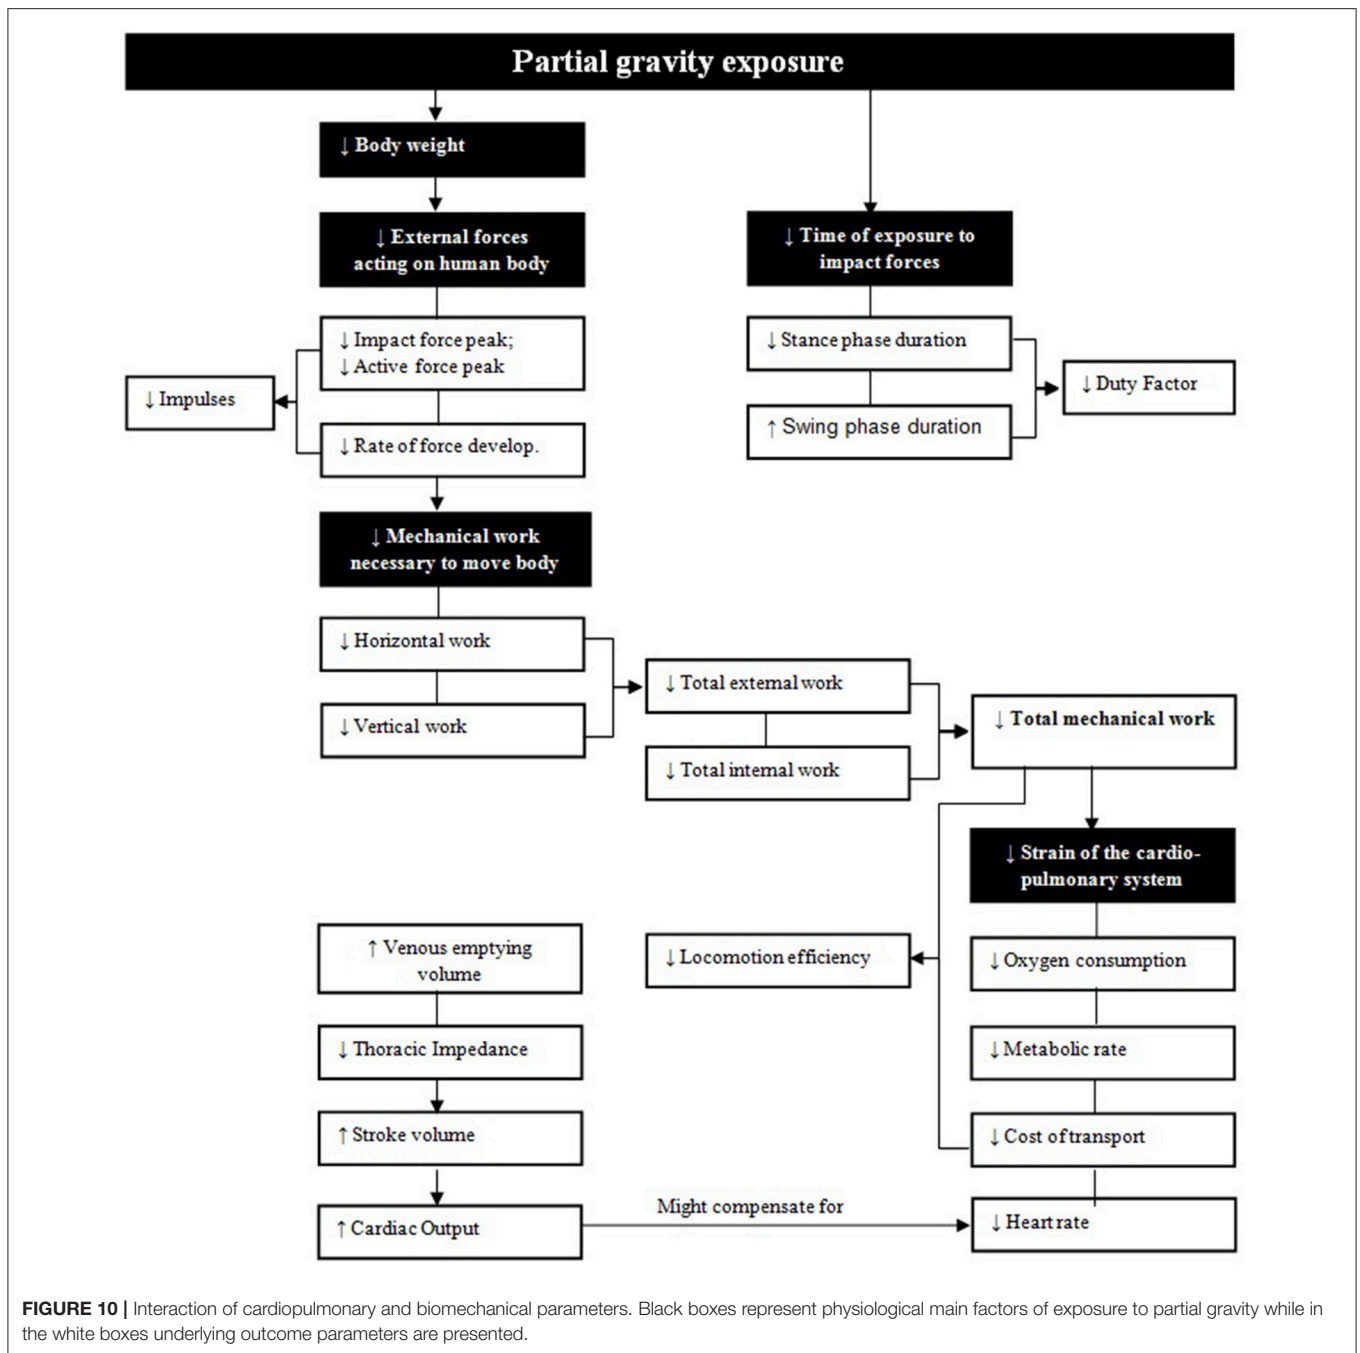 Partial gravity exposure
↓ Body weight
↓ External forces
acting on human body
↓ Time of exposure to
impact forces
↓ Impact force peak;
↓ Active force peak
↓ Stance phase duration
↓ Impulses
↓ Duty Factor
↑ Swing phase duration
↓ Rate of force develop.
↓ Mechanical work
necessary to move body
↓ Horizontal work
↓ Total external work
↓ Vertical work
↓ Total mechanical work
↓ Total internal work
↓ Strain of the cardio-
pulmonary system
↑ Venous emptying
volume
↓ Locomotion efficiency
↓ Oxygen consumption
↓ Thoracic Impedance
↓ Metabolic rate
↑ Stroke volume
↓ Cost of transport
↑ Cardiac Output
Might compensate for
↓ Heart rate
FIGURE 10 | Interaction of cardiopulmonary and biomechanical parameters. Black boxes represent physiological main factors of exposure to partial gravity while in
the white boxes underlying outcome parameters are presented.